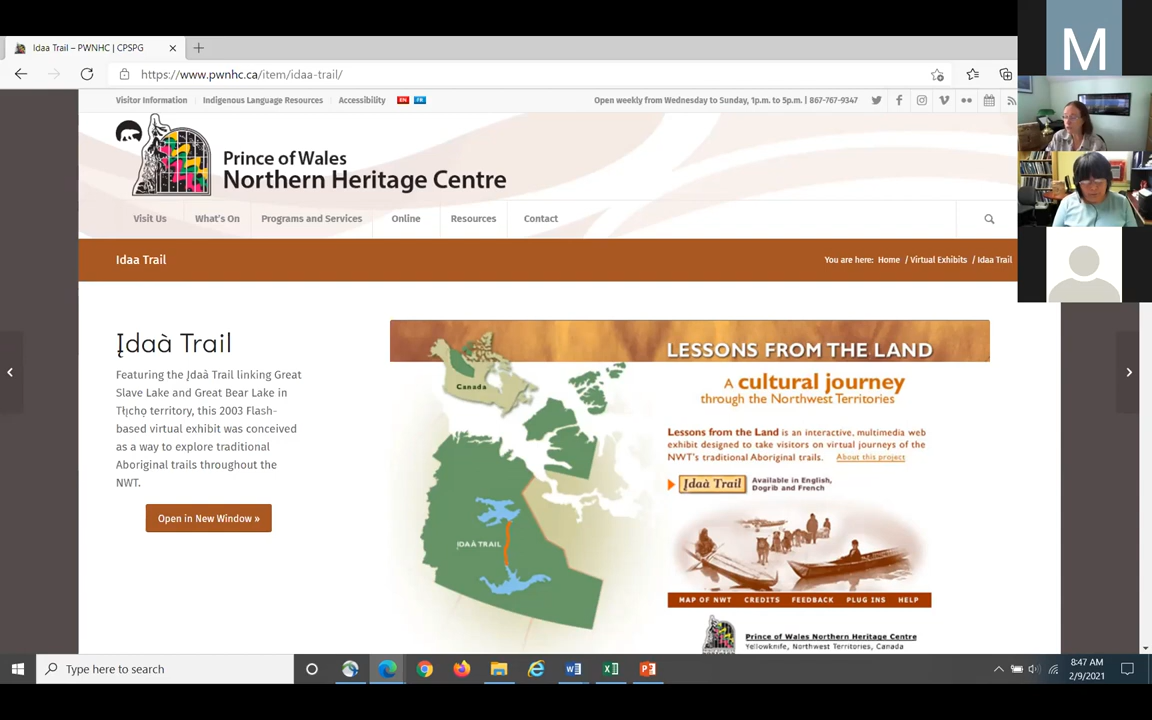 M
Idaa Trail – PWNHC | CPSPG
https://www.pwnhc.ca/item/idaa-trail/
Visitor Information Indigenous Language Resources Accessibility EN FR Open weekly from Wednesday to Sunday, 1p.m. to 5p.m. | 867-767-9347
Prince of Wales
Northern Heritage Centre
Visit Us What's On Programs and Services Online Resources Contact
Idaa Trail You are here: Home / Virtual Exhibits / Idaa Trail
Įdaà Trail
Featuring the Įdaà Trail linking Great
Slave Lake and Great Bear Lake in
Tłı̨chǫ territory, this 2003 Flash-
based virtual exhibit was conceived
as a way to explore traditional
Aboriginal trails throughout the
NWT.
Open in New Window »
LESSONS FROM THE LAND
Canada
A cultural journey
through the Northwest Territories
Lessons from the Land is an interactive, multimedia web
exhibit designed to take visitors on virtual journeys of the
NWT's traditional Aboriginal trails. About this project
Įdaà Trail Available in English,
Dogrib and French
ĮDAÀ TRAIL
MAP OF NWT CREDITS FEEDBACK PLUG INS HELP
Prince of Wales Northern Heritage Centre
Yellowknife, Northwest Territories, Canada
Type here to search
8:47 AM
2/9/2021